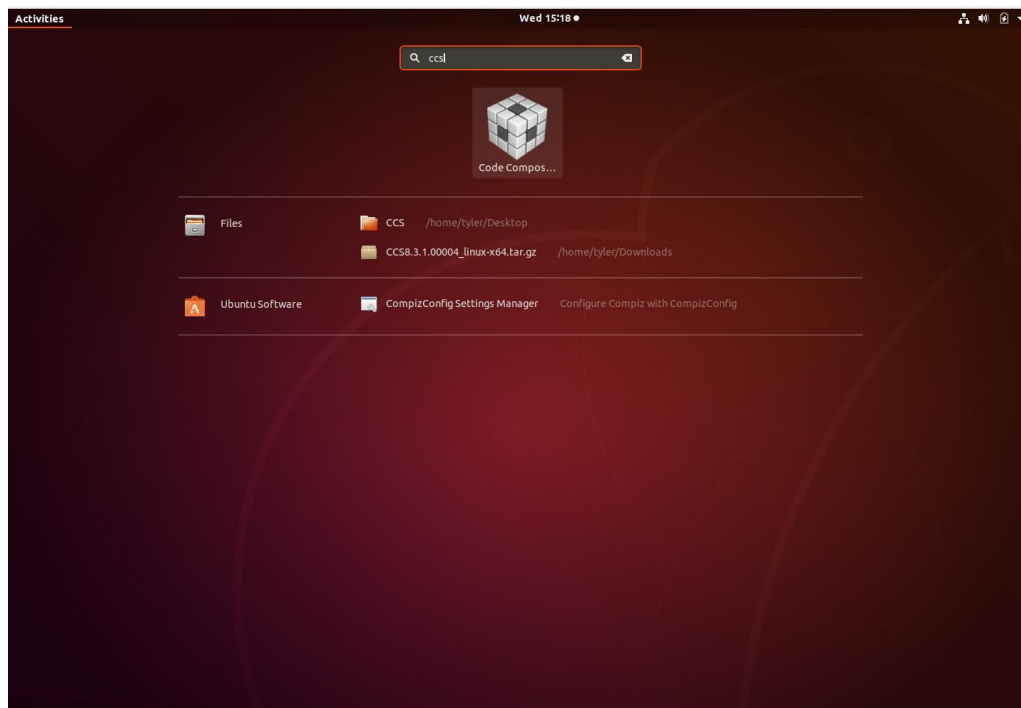 Activities
Wed 15:18
ccs
Code Compos...
Files
CCS /home/tyler/Desktop
CCS8.3.1.00004_linux-x64.tar.gz /home/tyler/Downloads
Ubuntu Software
CompizConfig Settings Manager Configure Compiz with CompizConfig